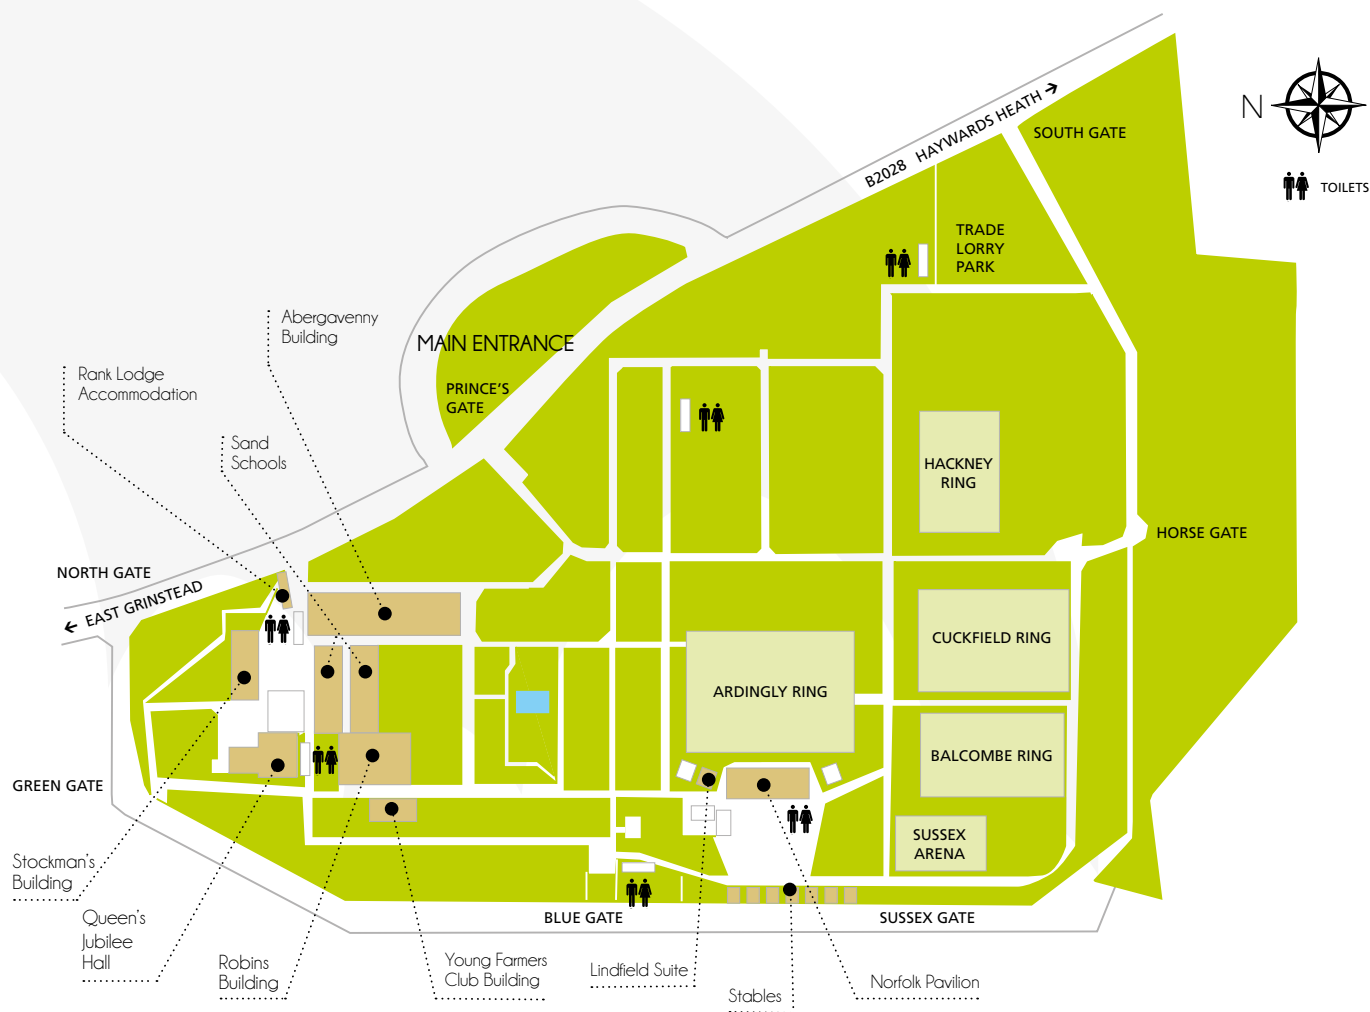 B2028 HAYWARDS HEATH →
SOUTH GATE
N
TOILETS
TRADE
LORRY
PARK
Abergavenny
Building
MAIN ENTRANCE
PRINCE'S
GATE
Rank Lodge
Accommodation
Sand
Schools
HACKNEY
RING
HORSE GATE
NORTH GATE
← EAST GRINSTEAD
CUCKFIELD RING
ARDINGLY RING
BALCOMBE RING
GREEN GATE
SUSSEX
ARENA
Stockman's
Building
Queen's
Jubilee
Hall
BLUE GATE
SUSSEX GATE
Robins
Building
Young Farmers
Club Building
Lindfield Suite
Stables
Norfolk Pavilion